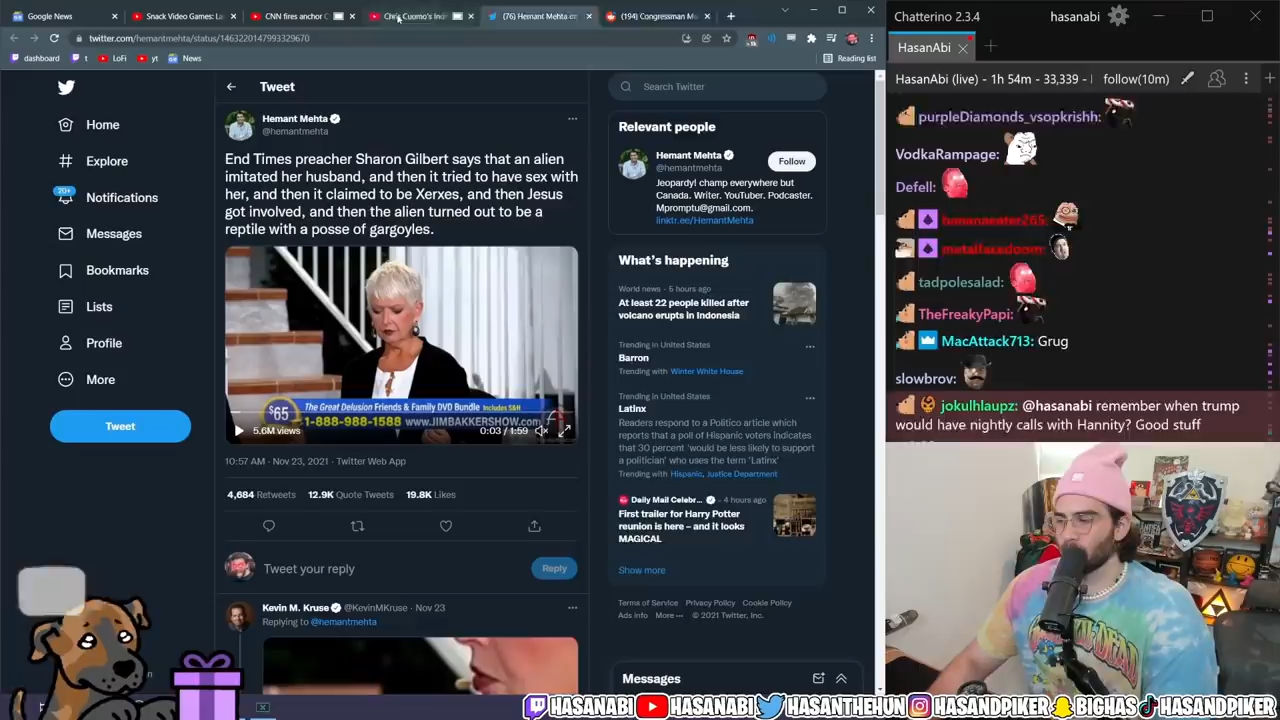 Google News
Snack Video Games: L
CNN fires anchor C
Chris Cuomo's Ind
(76) Hemant Mehta on
(194) Congressman M
twitter.com/hemantmehta/status/1463220147993329670
dashboard
t
LoFi
yt
News
Reading list
Home
Explore
20+
Notifications
Messages
Bookmarks
Lists
Profile
More
Tweet
Tweet
Hemant Mehta
@hemantmehta
End Times preacher Sharon Gilbert says that an alien
imitated her husband, and then it tried to have sex with
her, and then it claimed to be Xerxes, and then Jesus
got involved, and then the alien turned out to be a
reptile with a posse of gargoyles.
$65
The Great Delusion Friends & Family DVD Bundle Includes S&H
1-888-988-1588 WWW.JIMBAKKERSHOW.com
5.6M views
0:03 / 1:59
10:57 AM · Nov 23, 2021 · Twitter Web App
4,684 Retweets 12.9K Quote Tweets 19.8K Likes
Tweet your reply
Reply
Kevin M. Kruse @KevinMKruse · Nov 23
Replying to @hemantmehta
Search Twitter
Relevant people
Hemant Mehta
@hemantmehta
Follow
Jeopardy! champ everywhere but
Canada. Writer. YouTuber. Podcaster.
Mpromptu@gmail.com.
linktr.ee/HemantMehta
What's happening
World news · 5 hours ago
At least 22 people killed after
volcano erupts in Indonesia
Trending in United States
Barron
Trending with Winter White House
Trending in United States
Latinx
Readers respond to a Politico article which
reports that a poll of Hispanic voters indicates
that 30 percent 'would be less likely to support
a politician' who uses the term 'Latinx'
Trending with Hispanic, Justice Department
Daily Mail Celebr... · 4 hours ago
First trailer for Harry Potter
reunion is here – and it looks
MAGICAL
Show more
Terms of Service Privacy Policy Cookie Policy
Ads info More ··· © 2021 Twitter, Inc.
Messages
Chatterino 2.3.4
hasanabi
HasanAbi
HasanAbi (live) - 1h 54m - 33,339 -
follow(10m)
purpleDiamonds_vsopkrishh:
VodkaRampage:
Defell:
bananaeater265:
tadpolesalad:
TheFreakyPapi:
MacAttack713: Grug
slowbrov:
jokulhlaupz: @hasanabi remember when trump
would have nightly calls with Hannity? Good stuff
HASANABI HASANABI HASANTHEHUN HASANDPIKER BIGHAS HASANDPIKER